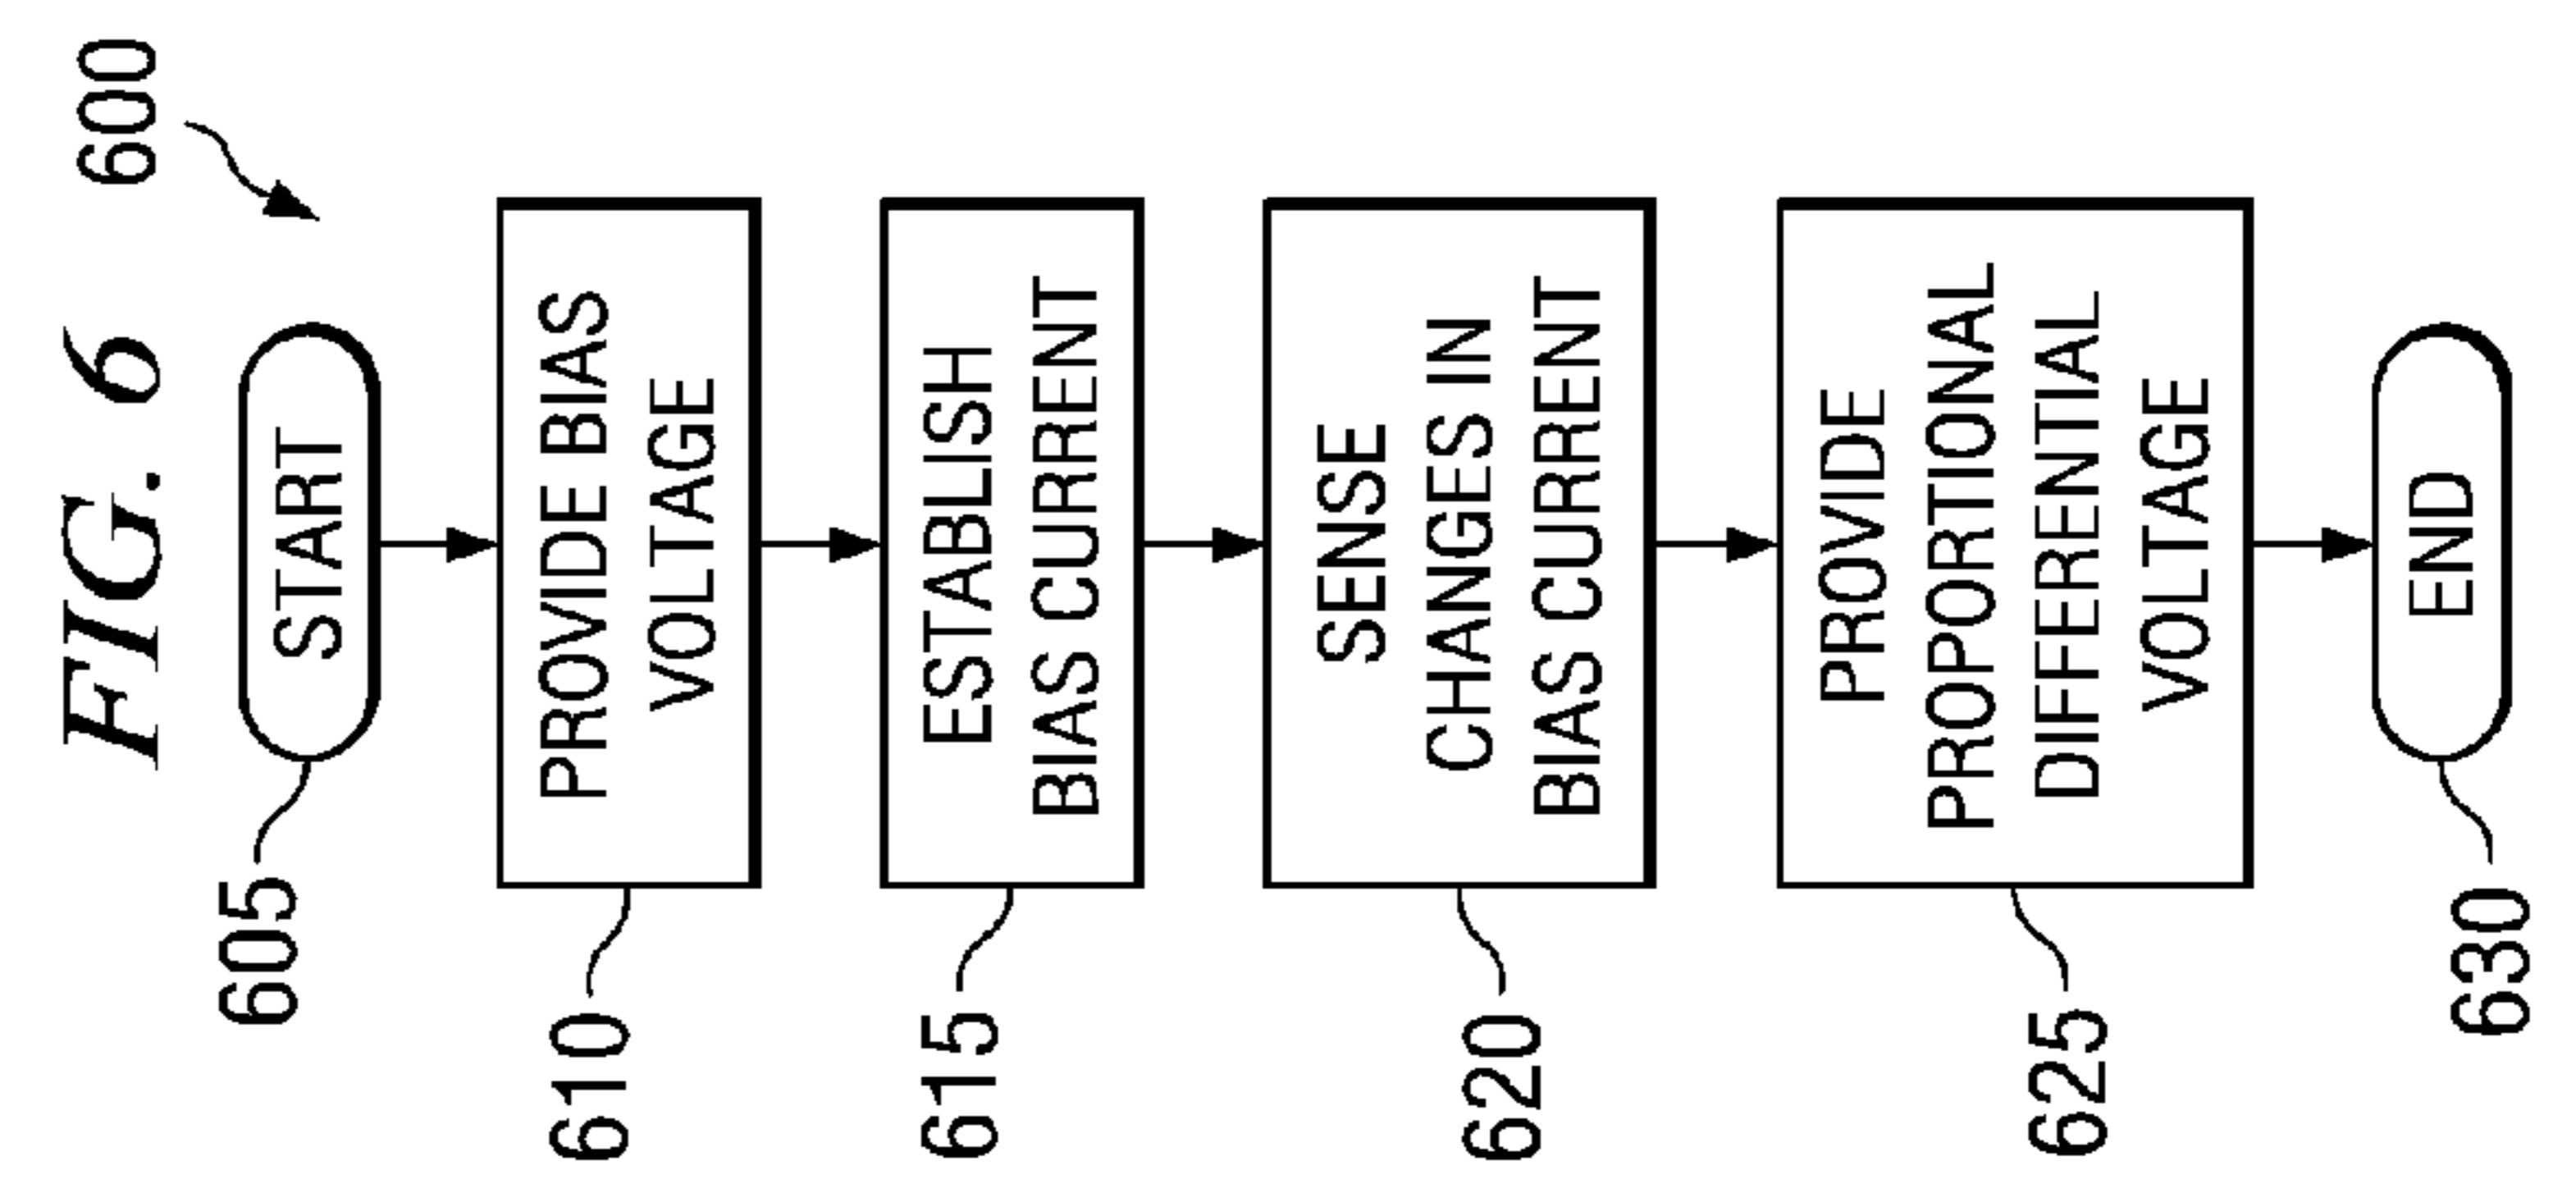 FIG. 6
600
605
START
610
PROVIDE BIAS
VOLTAGE
615
ESTABLISH
BIAS CURRENT
620
SENSE
CHANGES IN
BIAS CURRENT
625
PROVIDE
PROPORTIONAL
DIFFERENTIAL
VOLTAGE
630
END